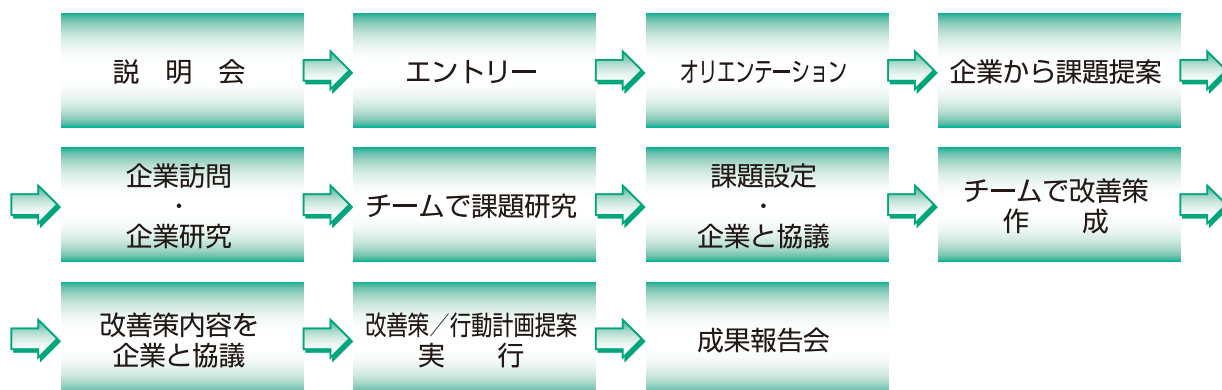 説　明　会
エントリー
オリエンテーション
企業から課題提案
企業訪問
・
企業研究
チームで課題研究
課題設定
・
企業と協議
チームで改善策
作　　成
改善策内容を
企業と協議
改善策／行動計画提案
実　　行
成果報告会